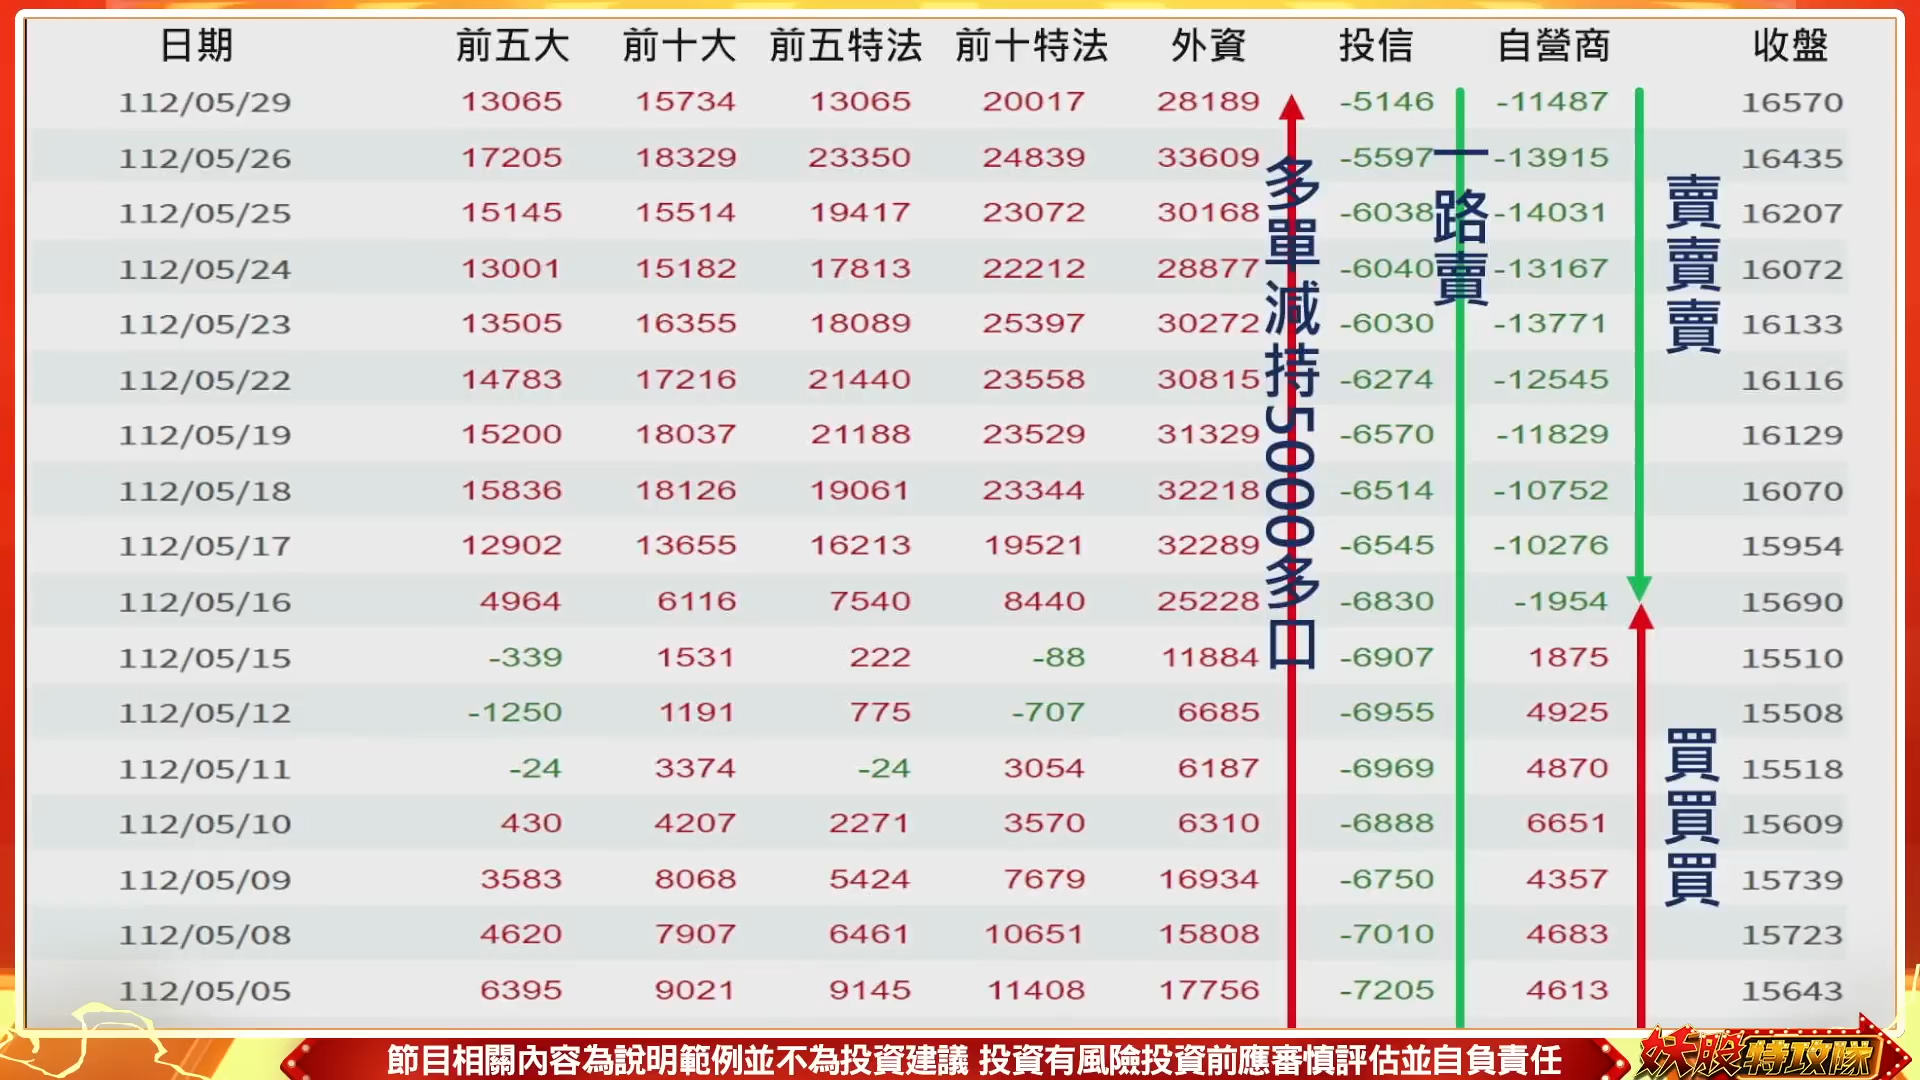 日期 前五大 前十大 前五特法 前十特法 外資 投信 自營商 收盤
112/05/29 13065 15734 13065 20017 28189 -5146 -11487 16570
112/05/26 17205 18329 23350 24839 33609 -5597 -13915 16435
112/05/25 15145 15514 19417 23072 30168 -6038 -14031 16207
112/05/24 13001 15182 17813 22212 28877 -6040 -13167 16072
112/05/23 13505 16355 18089 25397 30272 -6030 -13771 16133
112/05/22 14783 17216 21440 23558 30815 -6274 -12545 16116
112/05/19 15200 18037 21188 23529 31329 -6570 -11829 16129
112/05/18 15836 18126 19061 23344 32218 -6514 -10752 16070
112/05/17 12902 13655 16213 19521 32289 -6545 -10276 15954
112/05/16 4964 6116 7540 8440 25228 -6830 -1954 15690
112/05/15 -339 1531 222 -88 11884 -6907 1875 15510
112/05/12 -1250 1191 775 -707 6685 -6955 4925 15508
112/05/11 -24 3374 -24 3054 6187 -6969 4870 15518
112/05/10 430 4207 2271 3570 6310 -6888 6651 15609
112/05/09 3583 8068 5424 7679 16934 -6750 4357 15739
112/05/08 4620 7907 6461 10651 15808 -7010 4683 15723
112/05/05 6395 9021 9145 11408 17756 -7205 4613 15643
多單減持5000多口
一路賣
賣賣賣
買買買
節目相關內容為說明範例並不為投資建議 投資有風險投資前應審慎評估並自負責任
妖股特攻隊